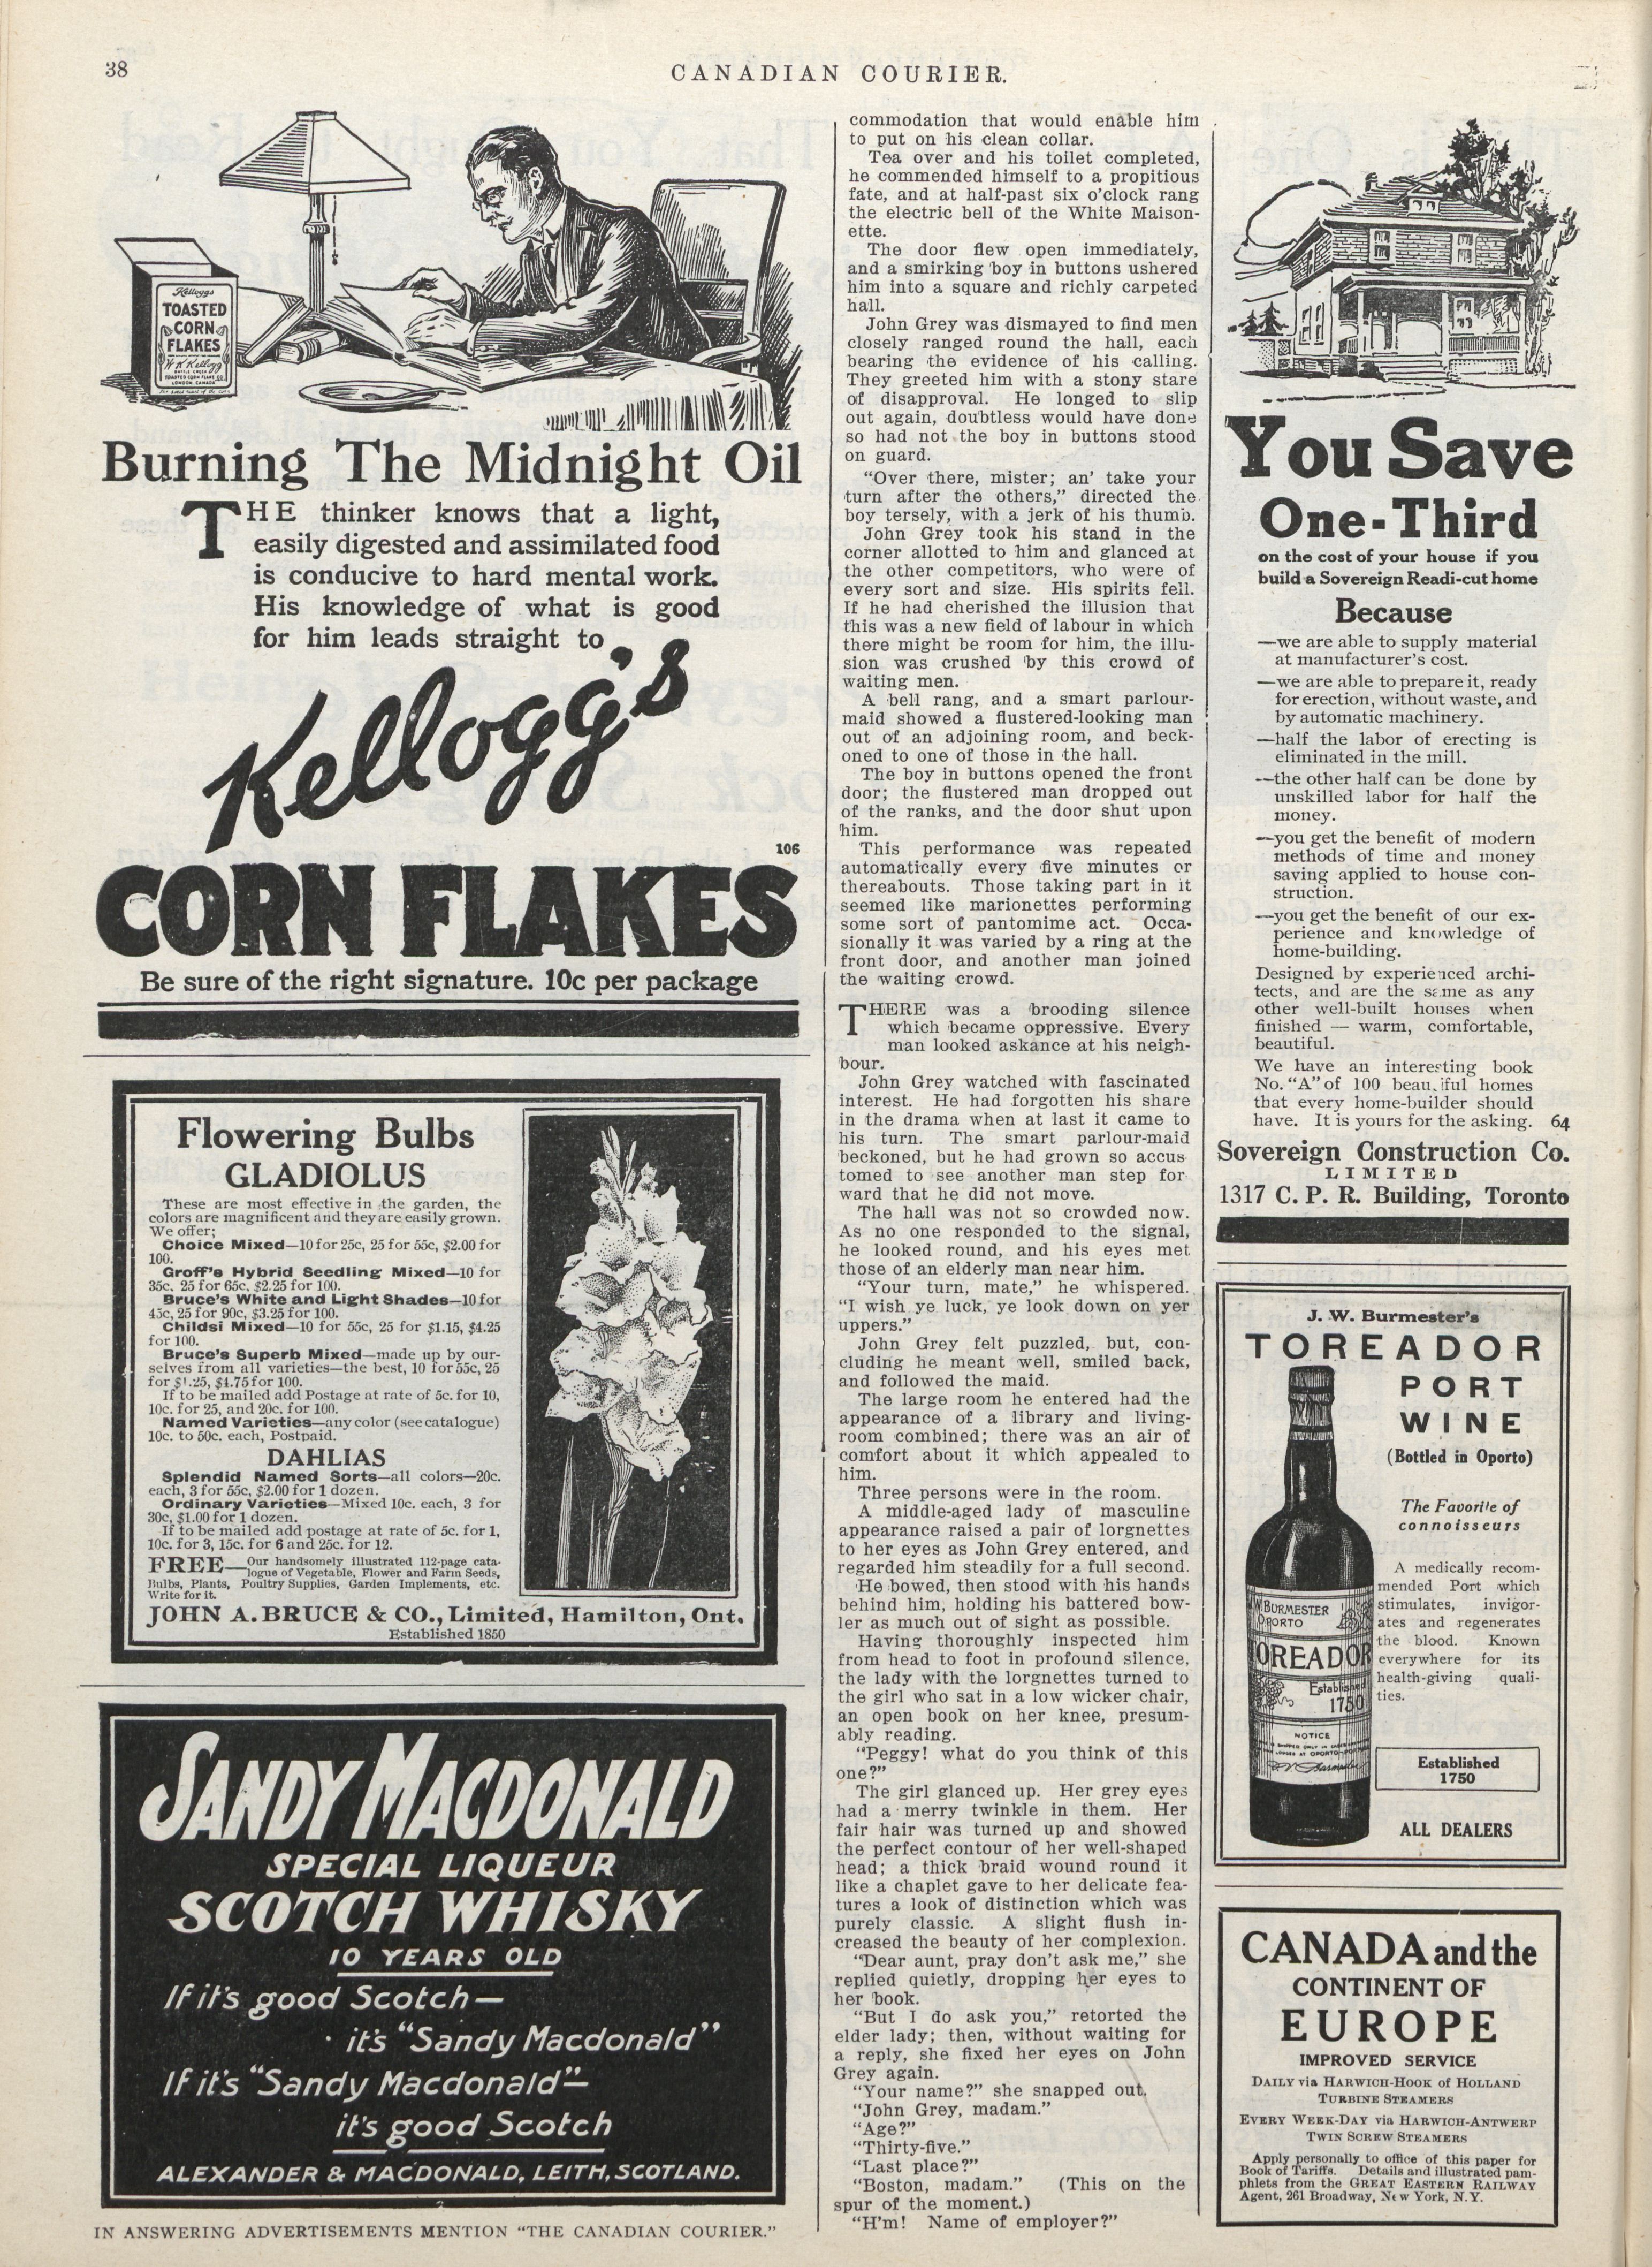 38
CANADIAN COURIER.
Kellogg's
TOASTED
CORN
FLAKES
W. K. Kellogg
BATTLE CREEK
TOASTED CORN FLAKE CO.
LONDON, CANADA
Burning The Midnight Oil
THE thinker knows that a light,
easily digested and assimilated food
is conducive to hard mental work.
His knowledge of what is good
for him leads straight to
Kellogg's
106
CORN FLAKES
Be sure of the right signature. 10c per package
Flowering Bulbs
GLADIOLUS
These are most effective in the garden, the
colors are magnificent and they are easily grown.
We offer;
Choice Mixed—10 for 25c, 25 for 55c, $2.00 for
100.
Groff's Hybrid Seedling Mixed—10 for
35c, 25 for 65c, $2.25 for 100.
Bruce's White and Light Shades—10 for
45c, 25 for 90c, $3.25 for 100.
Childsi Mixed—10 for 55c, 25 for $1.15, $4.25
for 100.
Bruce's Superb Mixed—made up by our-
selves from all varieties—the best, 10 for 55c, 25
for $1.25, $4.75 for 100.
If to be mailed add Postage at rate of 5c. for 10,
10c. for 25, and 20c. for 100.
Named Varieties—any color (see catalogue)
10c. to 50c. each, Postpaid.
DAHLIAS
Splendid Named Sorts—all colors—20c.
each, 3 for 55c, $2.00 for 1 dozen.
Ordinary Varieties—Mixed 10c. each, 3 for
30c, $1.00 for 1 dozen.
If to be mailed add postage at rate of 5c. for 1,
10c. for 3, 15c. for 6 and 25c. for 12.
FREE—Our handsomely illustrated 112-page cata-
logue of Vegetable, Flower and Farm Seeds,
Bulbs, Plants, Poultry Supplies, Garden Implements, etc.
Write for it.
JOHN A. BRUCE & CO., Limited, Hamilton, Ont.
Established 1850
SANDY MACDONALD
SPECIAL LIQUEUR
SCOTCH WHISKY
10 YEARS OLD
If it's good Scotch—
it's "Sandy Macdonald"
If it's "Sandy Macdonald"—
it's good Scotch
ALEXANDER & MACDONALD, LEITH, SCOTLAND.
IN ANSWERING ADVERTISEMENTS MENTION "THE CANADIAN COURIER."
commodation that would enable him
to put on his clean collar.
Tea over and his toilet completed,
he commended himself to a propitious
fate, and at half-past six o'clock rang
the electric bell of the White Maison-
ette.
The door flew open immediately,
and a smirking boy in buttons ushered
him into a square and richly carpeted
hall.
John Grey was dismayed to find men
closely ranged round the hall, each
bearing the evidence of his calling.
They greeted him with a stony stare
of disapproval. He longed to slip
out again, doubtless would have done
so had not the boy in buttons stood
on guard.
"Over there, mister; an' take your
turn after the others," directed the
boy tersely, with a jerk of his thumb.
John Grey took his stand in the
corner allotted to him and glanced at
the other competitors, who were of
every sort and size. His spirits fell.
If he had cherished the illusion that
this was a new field of labour in which
there might be room for him, the illu-
sion was crushed by this crowd of
waiting men.
A bell rang, and a smart parlour-
maid showed a flustered-looking man
out of an adjoining room, and beck-
oned to one of those in the hall.
The boy in buttons opened the front
door; the flustered man dropped out
of the ranks, and the door shut upon
him.
This performance was repeated
automatically every five minutes or
thereabouts. Those taking part in it
seemed like marionettes performing
some sort of pantomime act. Occa-
sionally it was varied by a ring at the
front door, and another man joined
the waiting crowd.
THERE was a brooding silence
which became oppressive. Every
man looked askance at his neigh-
bour.
John Grey watched with fascinated
interest. He had forgotten his share
in the drama when at last it came to
his turn. The smart parlour-maid
beckoned, but he had grown so accus
tomed to see another man step for
ward that he did not move.
The hall was not so crowded now.
As no one responded to the signal,
he looked round, and his eyes met
those of an elderly man near him.
"Your turn, mate," he whispered.
"I wish ye luck, ye look down on yer
uppers."
John Grey felt puzzled, but, con-
cluding he meant well, smiled back,
and followed the maid.
The large room he entered had the
appearance of a library and living-
room combined; there was an air of
comfort about it which appealed to
him.
Three persons were in the room.
A middle-aged lady of masculine
appearance raised a pair of lorgnettes
to her eyes as John Grey entered, and
regarded him steadily for a full second.
He bowed, then stood with his hands
behind him, holding his battered bow-
ler as much out of sight as possible.
Having thoroughly inspected him
from head to foot in profound silence,
the lady with the lorgnettes turned to
the girl who sat in a low wicker chair,
an open book on her knee, presum-
ably reading.
"Peggy! what do you think of this
one?"
The girl glanced up. Her grey eyes
had a merry twinkle in them. Her
fair hair was turned up and showed
the perfect contour of her well-shaped
head; a thick braid wound round it
like a chaplet gave to her delicate fea-
tures a look of distinction which was
purely classic. A slight flush in-
creased the beauty of her complexion.
"Dear aunt, pray don't ask me," she
replied quietly, dropping her eyes to
her book.
"But I do ask you," retorted the
elder lady; then, without waiting for
a reply, she fixed her eyes on John
Grey again.
"Your name?" she snapped out.
"John Grey, madam."
"Age?"
"Thirty-five."
"Last place?"
"Boston, madam." (This on the
spur of the moment.)
"H'm! Name of employer?"
You Save
One-Third
on the cost of your house if you
build a Sovereign Readi-cut home
Because
—we are able to supply material
at manufacturer's cost.
—we are able to prepare it, ready
for erection, without waste, and
by automatic machinery.
—half the labor of erecting is
eliminated in the mill.
—the other half can be done by
unskilled labor for half the
money.
—you get the benefit of modern
methods of time and money
saving applied to house con-
struction.
—you get the benefit of our ex-
perience and knowledge of
home-building.
Designed by experienced archi-
tects, and are the same as any
other well-built houses when
finished — warm, comfortable,
beautiful.
We have an interesting book
No. "A" of 100 beautiful homes
that every home-builder should
have. It is yours for the asking. 64
Sovereign Construction Co.
LIMITED
1317 C. P. R. Building, Toronto
J. W. Burmester's
TOREADOR
PORT
WINE
(Bottled in Oporto)
The Favorite of
connoisseurs
A medically recom-
mended Port which
stimulates, invigor-
ates and regenerates
the blood. Known
everywhere for its
health-giving quali-
ties.
BURMESTER
OPORTO
TOREADOR
Established
1750
NOTICE
Established
1750
ALL DEALERS
CANADA and the
CONTINENT OF
EUROPE
IMPROVED SERVICE
DAILY via HARWICH-HOOK of HOLLAND
TURBINE STEAMERS
EVERY WEEK-DAY via HARWICH-ANTWERP
TWIN SCREW STEAMERS
Apply personally to office of this paper for
Book of Tariffs. Details and illustrated pam-
phlets from the GREAT EASTERN RAILWAY
Agent, 261 Broadway, New York, N.Y.